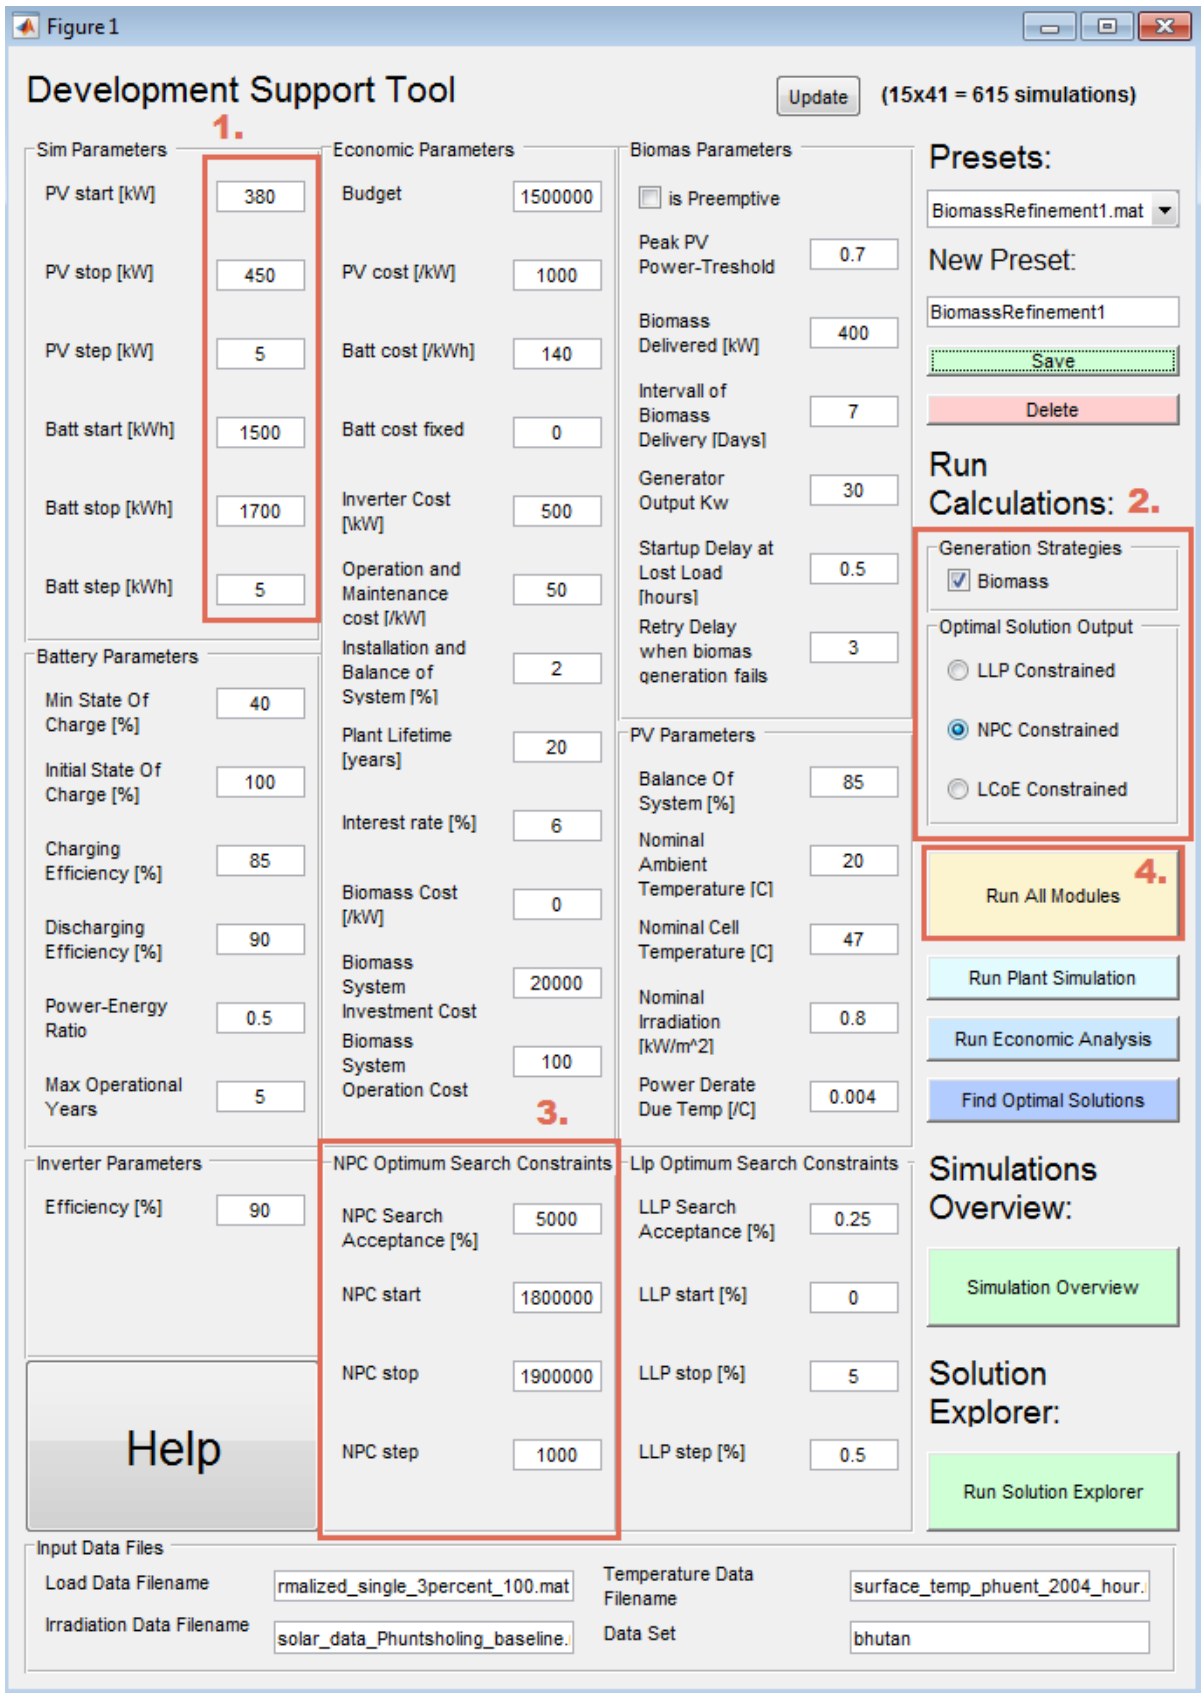 Figure 1
Development Support Tool
Update
(15x41 = 615 simulations)
1.
Sim Parameters
PV start [kW]
380
PV stop [kW]
450
PV step [kW]
5
Batt start [kWh]
1500
Batt stop [kWh]
1700
Batt step [kWh]
5
Battery Parameters
Min State Of
Charge [%]
40
Initial State Of
Charge [%]
100
Charging
Efficiency [%]
85
Discharging
Efficiency [%]
90
Power-Energy
Ratio
0.5
Max Operational
Years
5
Inverter Parameters
Efficiency [%]
90
Help
Economic Parameters
Budget
1500000
PV cost [/kW]
1000
Batt cost [/kWh]
140
Batt cost fixed
0
Inverter Cost
[\kW]
500
Operation and
Maintenance
cost [/kW]
50
Installation and
Balance of
System [%]
2
Plant Lifetime
[years]
20
Interest rate [%]
6
Biomass Cost
[/kW]
0
Biomass
System
Investment Cost
20000
Biomass
System
Operation Cost
100
3.
NPC Optimum Search Constraints
NPC Search
Acceptance [%]
5000
NPC start
1800000
NPC stop
1900000
NPC step
1000
Biomas Parameters
is Preemptive
Peak PV
Power-Treshold
0.7
Biomass
Delivered [kW]
400
Intervall of
Biomass
Delivery [Days]
7
Generator
Output Kw
30
Startup Delay at
Lost Load
[hours]
0.5
Retry Delay
when biomas
generation fails
3
PV Parameters
Balance Of
System [%]
85
Nominal
Ambient
Temperature [C]
20
Nominal Cell
Temperature [C]
47
Nominal
Irradiation
[kW/m^2]
0.8
Power Derate
Due Temp [/C]
0.004
Llp Optimum Search Constraints
LLP Search
Acceptance [%]
0.25
LLP start [%]
0
LLP stop [%]
5
LLP step [%]
0.5
Presets:
BiomassRefinement1.mat
New Preset:
BiomassRefinement1
Save
Delete
Run
Calculations: 2.
Generation Strategies
Biomass
Optimal Solution Output
LLP Constrained
NPC Constrained
LCoE Constrained
4.
Run All Modules
Run Plant Simulation
Run Economic Analysis
Find Optimal Solutions
Simulations
Overview:
Simulation Overview
Solution
Explorer:
Run Solution Explorer
Input Data Files
Load Data Filename
rmalized_single_3percent_100.mat
Temperature Data
Filename
surface_temp_phuent_2004_hour.
Irradiation Data Filename
solar_data_Phuntsholing_baseline.
Data Set
bhutan